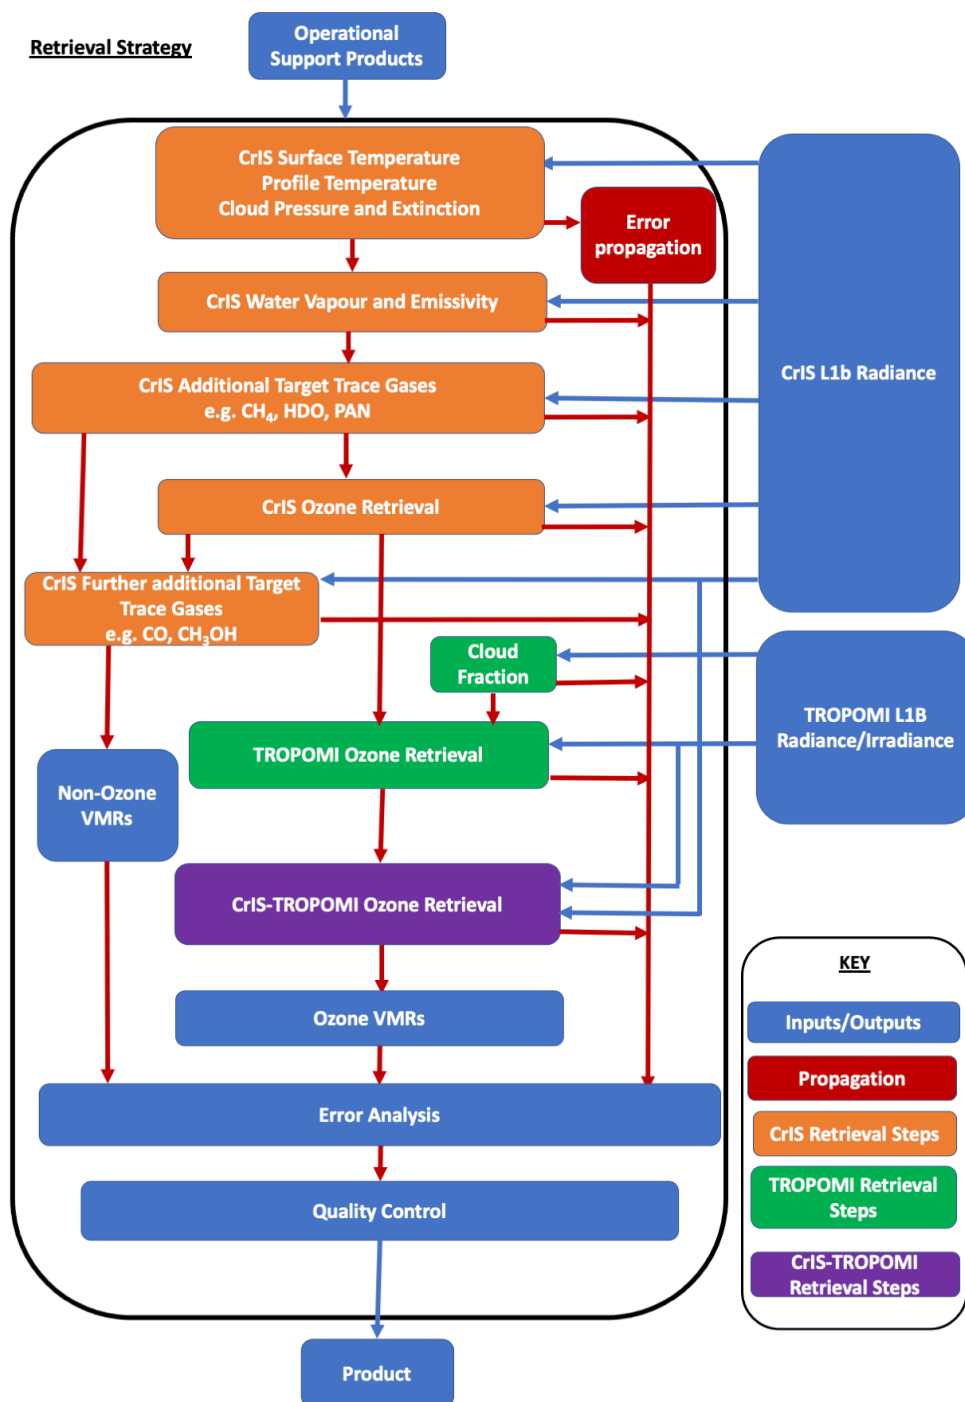 Retrieval Strategy
Operational
Support Products
CrIS Surface Temperature
Profile Temperature
Cloud Pressure and Extinction
Error
propagation
CrIS Water Vapour and Emissivity
CrIS L1b Radiance
CrIS Additional Target Trace Gases
e.g. CH₄, HDO, PAN
CrIS Ozone Retrieval
CrIS Further additional Target
Trace Gases
e.g. CO, CH₃OH
Cloud
Fraction
TROPOMI L1B
Radiance/Irradiance
TROPOMI Ozone Retrieval
Non-Ozone
VMRs
CrIS-TROPOMI Ozone Retrieval
Ozone VMRs
Error Analysis
Quality Control
Product
KEY
Inputs/Outputs
Propagation
CrIS Retrieval Steps
TROPOMI Retrieval
Steps
CrIS-TROPOMI
Retrieval Steps